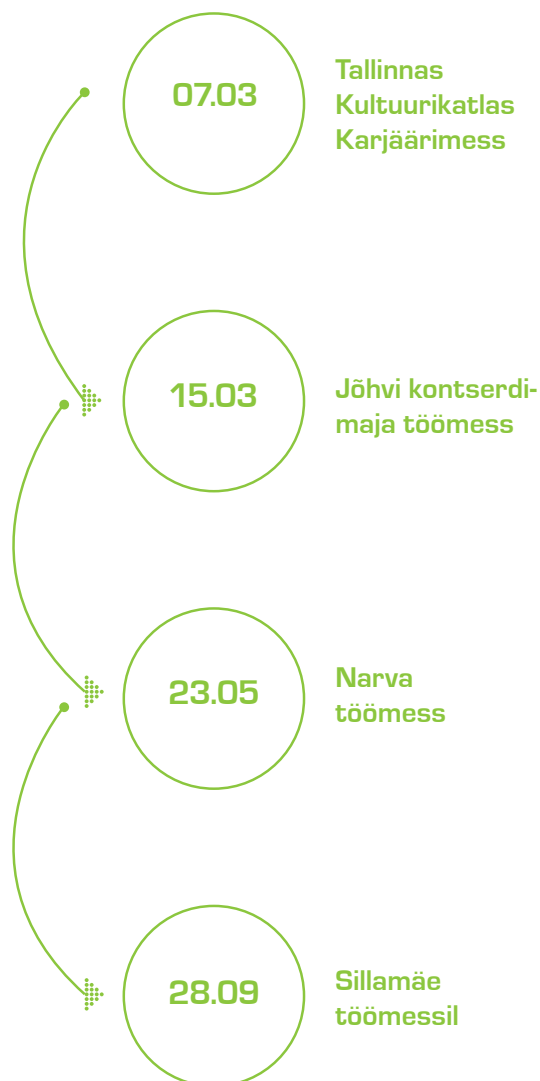 07.03
Tallinnas
Kultuurikatlas
Karjäärimess
15.03
Jõhvi kontserdi-
maja töömess
23.05
Narva
töömess
28.09
Sillamäe
töömessil